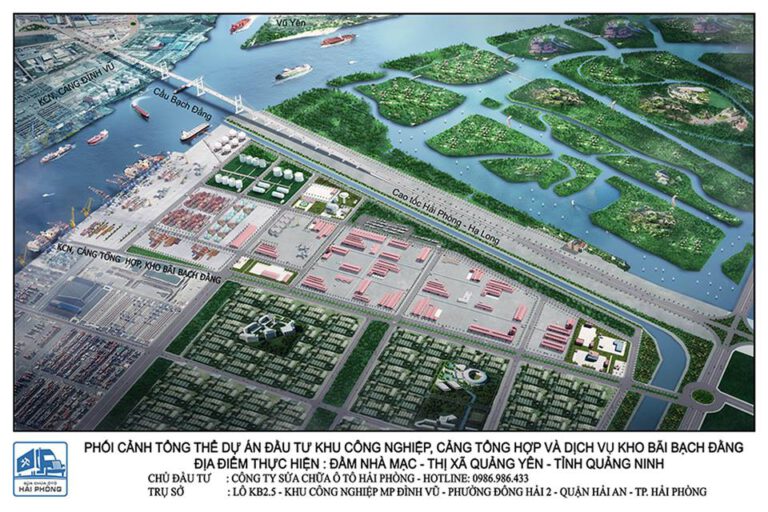 Vũ Yên
KCN, CẢNG ĐÌNH VŨ
Cầu Bạch Đằng
Cao tốc Hải Phòng - Hạ Long
KCN, CẢNG TỔNG HỢP, KHO BÃI BẠCH ĐẰNG
PHỐI CẢNH TỔNG THỂ DỰ ÁN ĐẦU TƯ KHU CÔNG NGHIỆP, CẢNG TỔNG HỢP VÀ DỊCH VỤ KHO BÃI BẠCH ĐẰNG
ĐỊA ĐIỂM THỰC HIỆN : ĐẦM NHÀ MẠC - THỊ XÃ QUẢNG YÊN - TỈNH QUẢNG NINH
CHỦ ĐẦU TƯ : CÔNG TY SỬA CHỮA Ô TÔ HẢI PHÒNG - HOTLINE: 0986.986.433
TRỤ SỞ : LÔ KB2.5 - KHU CÔNG NGHIỆP MP ĐÌNH VŨ - PHƯỜNG ĐÔNG HẢI 2 - QUẬN HẢI AN - TP. HẢI PHÒNG
SỬA CHỮA ÔTÔ
HẢI PHÒNG